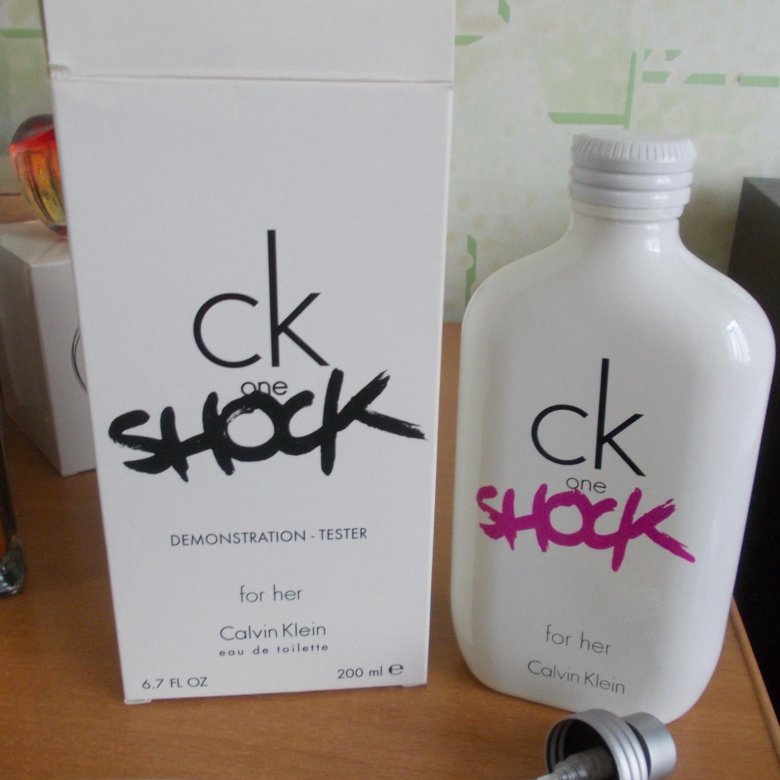 ck
one
SHOCK
DEMONSTRATION - TESTER
for her
Calvin Klein
eau de toilette
6.7 FL OZ
200 ml ℮
ck
one
SHOCK
for her
Calvin Klein